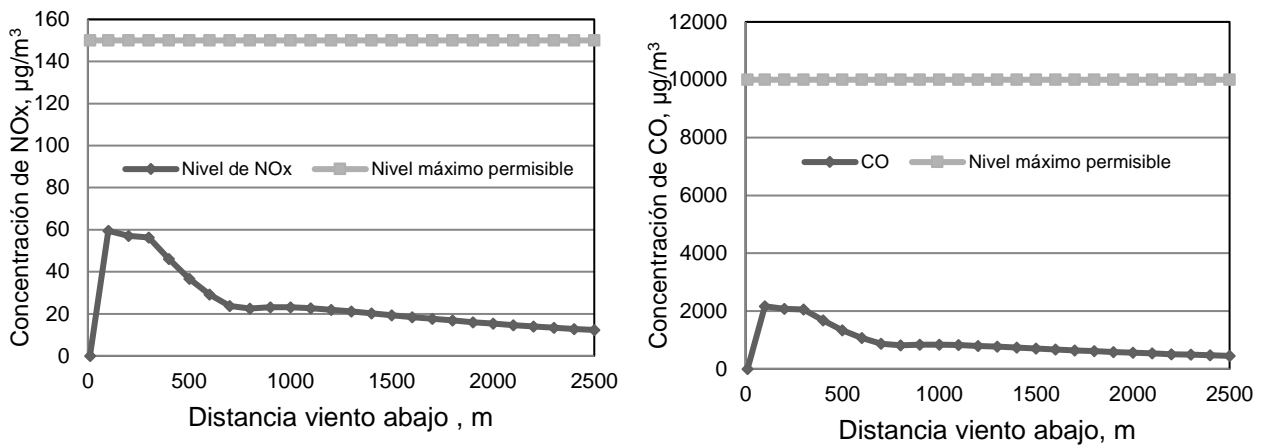 Concentración de NOx, µg/m³
160
140
120
100
80
60
40
20
0
Nivel de NOx
Nivel máximo permisible
0 500 1000 1500 2000 2500
Distancia viento abajo , m
Concentración de CO, µg/m³
12000
10000
8000
6000
4000
2000
0
CO
Nivel máximo permisible
0 500 1000 1500 2000 2500
Distancia viento abajo, m